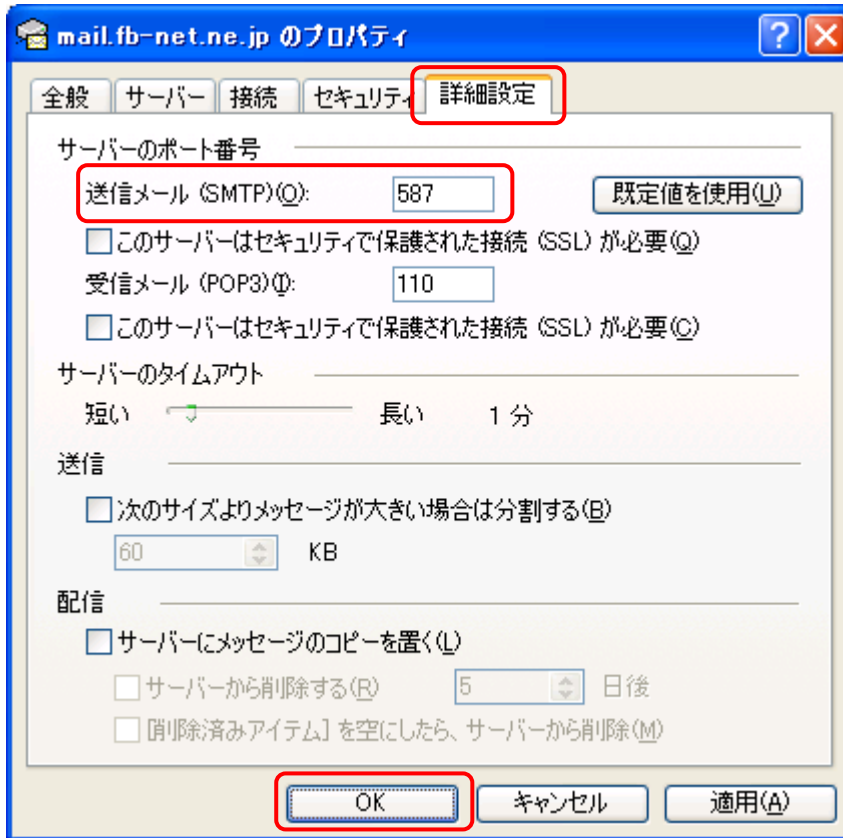 mail.fb-net.ne.jp のプロパティ
全般 サーバー 接続 セキュリティ 詳細設定
サーバーのポート番号
送信メール (SMTP)(O): 587 既定値を使用(U)
このサーバーはセキュリティで保護された接続 (SSL) が必要(Q)
受信メール (POP3)(I): 110
このサーバーはセキュリティで保護された接続 (SSL) が必要(C)
サーバーのタイムアウト
短い 長い 1 分
送信
次のサイズよりメッセージが大きい場合は分割する(B)
60 KB
配信
サーバーにメッセージのコピーを置く(L)
サーバーから削除する(R) 5 日後
[削除済みアイテム] を空にしたら、サーバーから削除(M)
OK キャンセル 適用(A)